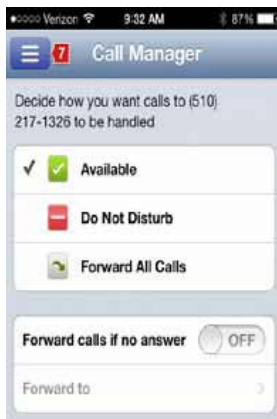 Verizon 9:32 AM 87%
7 Call Manager
Decide how you want calls to (510)
217-1326 to be handled
✓ Available
Do Not Disturb
Forward All Calls
Forward calls if no answer OFF
Forward to